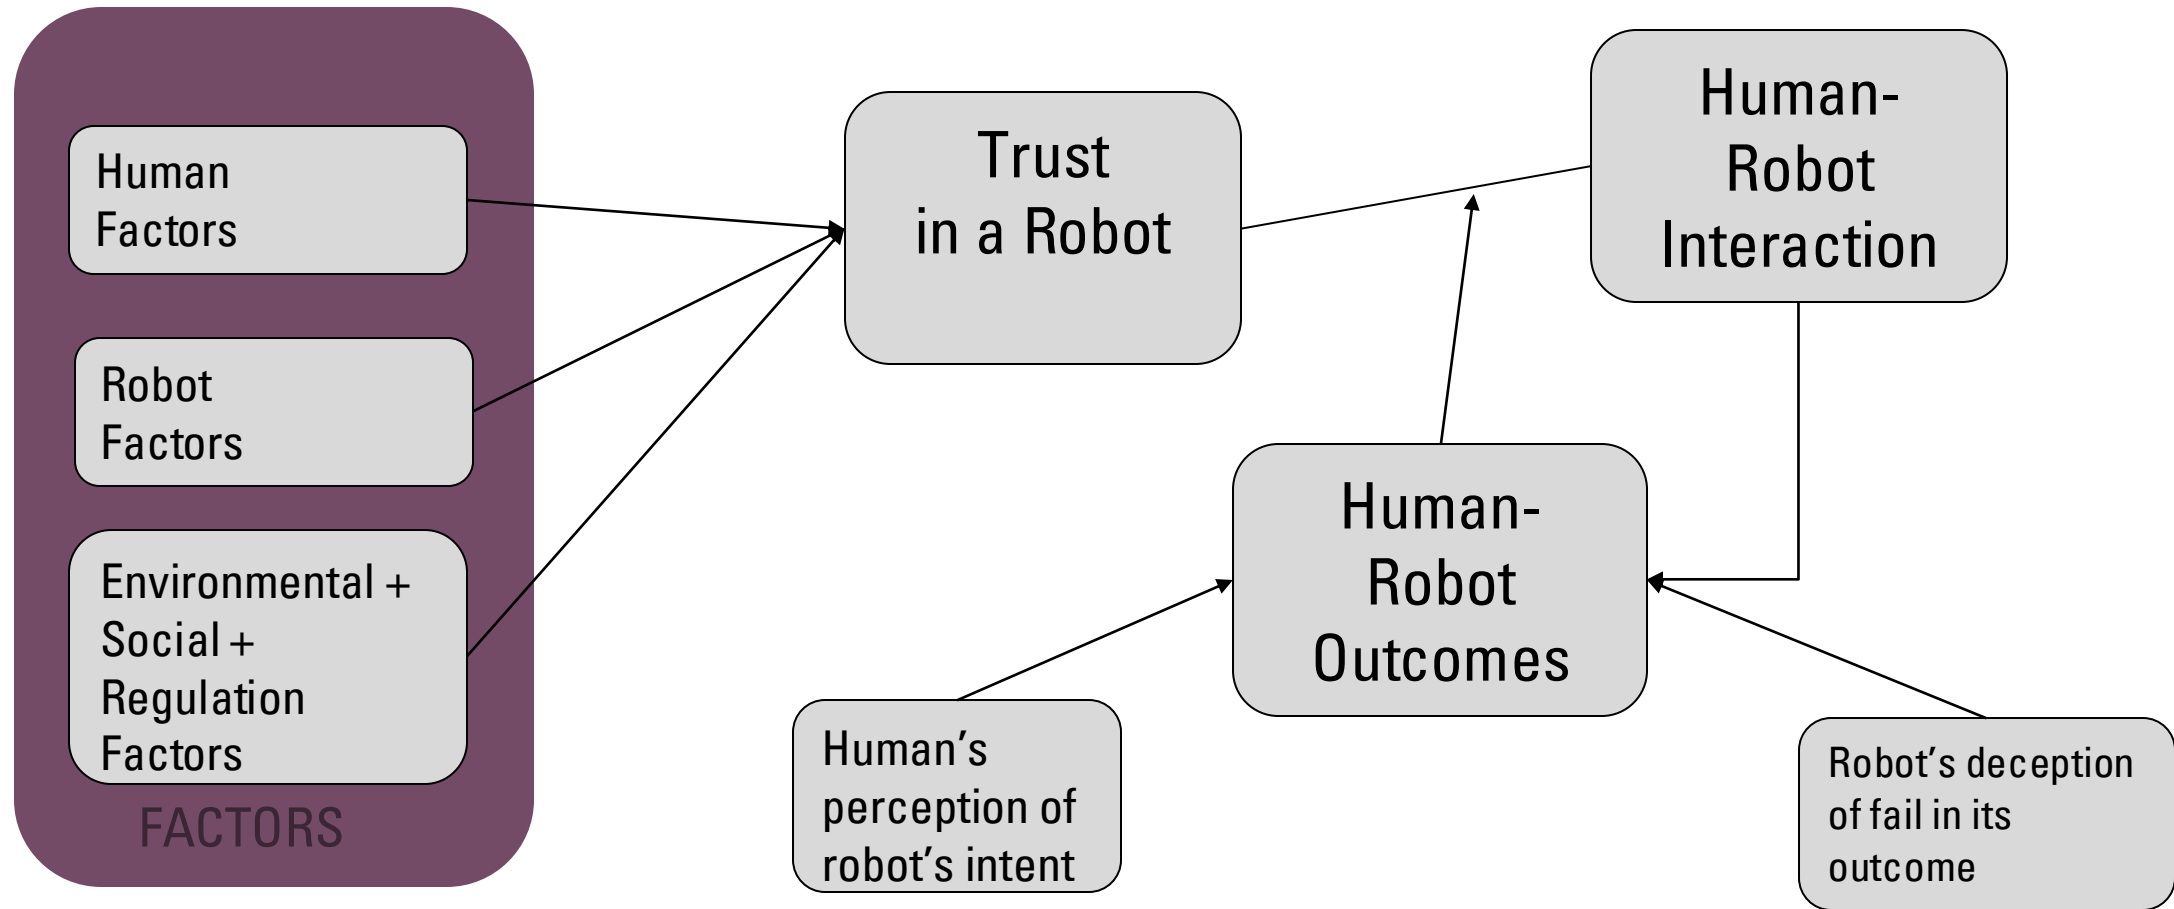 Human
Factors
Robot
Factors
Environmental +
Social +
Regulation
Factors
FACTORS
Trust
in a Robot
Human-
Robot
Interaction
Human-
Robot
Outcomes
Human’s
perception of
robot’s intent
Robot’s deception
of fail in its
outcome